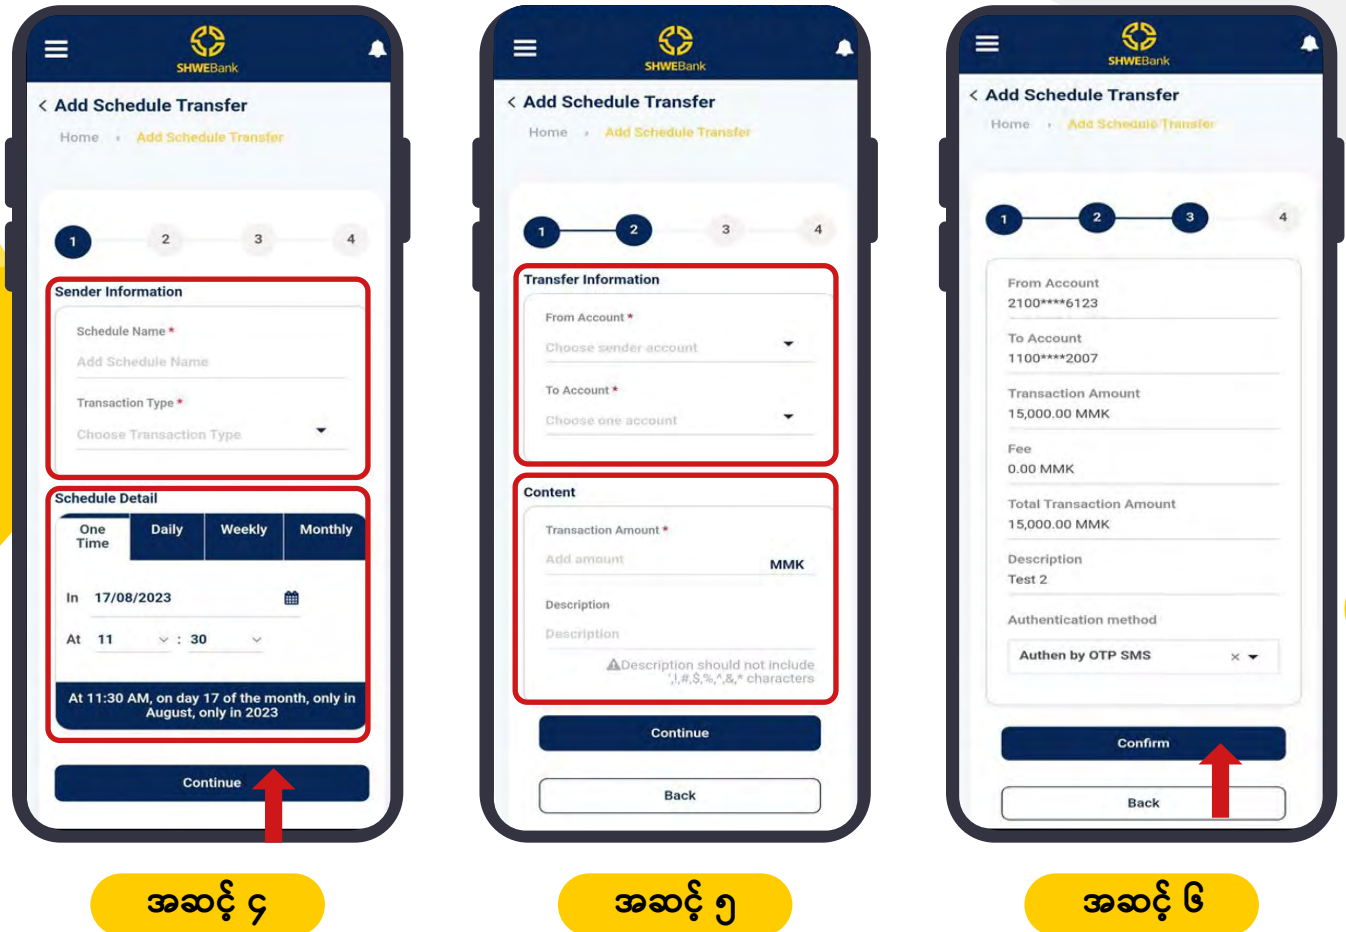 SHWEBank
< Add Schedule Transfer
Home › Add Schedule Transfer
1 2 3 4
Sender Information
Schedule Name *
Add Schedule Name
Transaction Type *
Choose Transaction Type
Schedule Detail
One Time Daily Weekly Monthly
In 17/08/2023
At 11 : 30
At 11:30 AM, on day 17 of the month, only in
August, only in 2023
Continue
အဆင့် ၄
SHWEBank
< Add Schedule Transfer
Home › Add Schedule Transfer
1 2 3 4
Transfer Information
From Account *
Choose sender account
To Account *
Choose one account
Content
Transaction Amount *
Add amount MMK
Description
Description
Description should not include
',!,#,$,%,^,&,* characters
Continue
Back
အဆင့် ၅
SHWEBank
< Add Schedule Transfer
Home › Add Schedule Transfer
1 2 3 4
From Account
2100****6123
To Account
1100****2007
Transaction Amount
15,000.00 MMK
Fee
0.00 MMK
Total Transaction Amount
15,000.00 MMK
Description
Test 2
Authentication method
Authen by OTP SMS ×
Confirm
Back
အဆင့် ၆